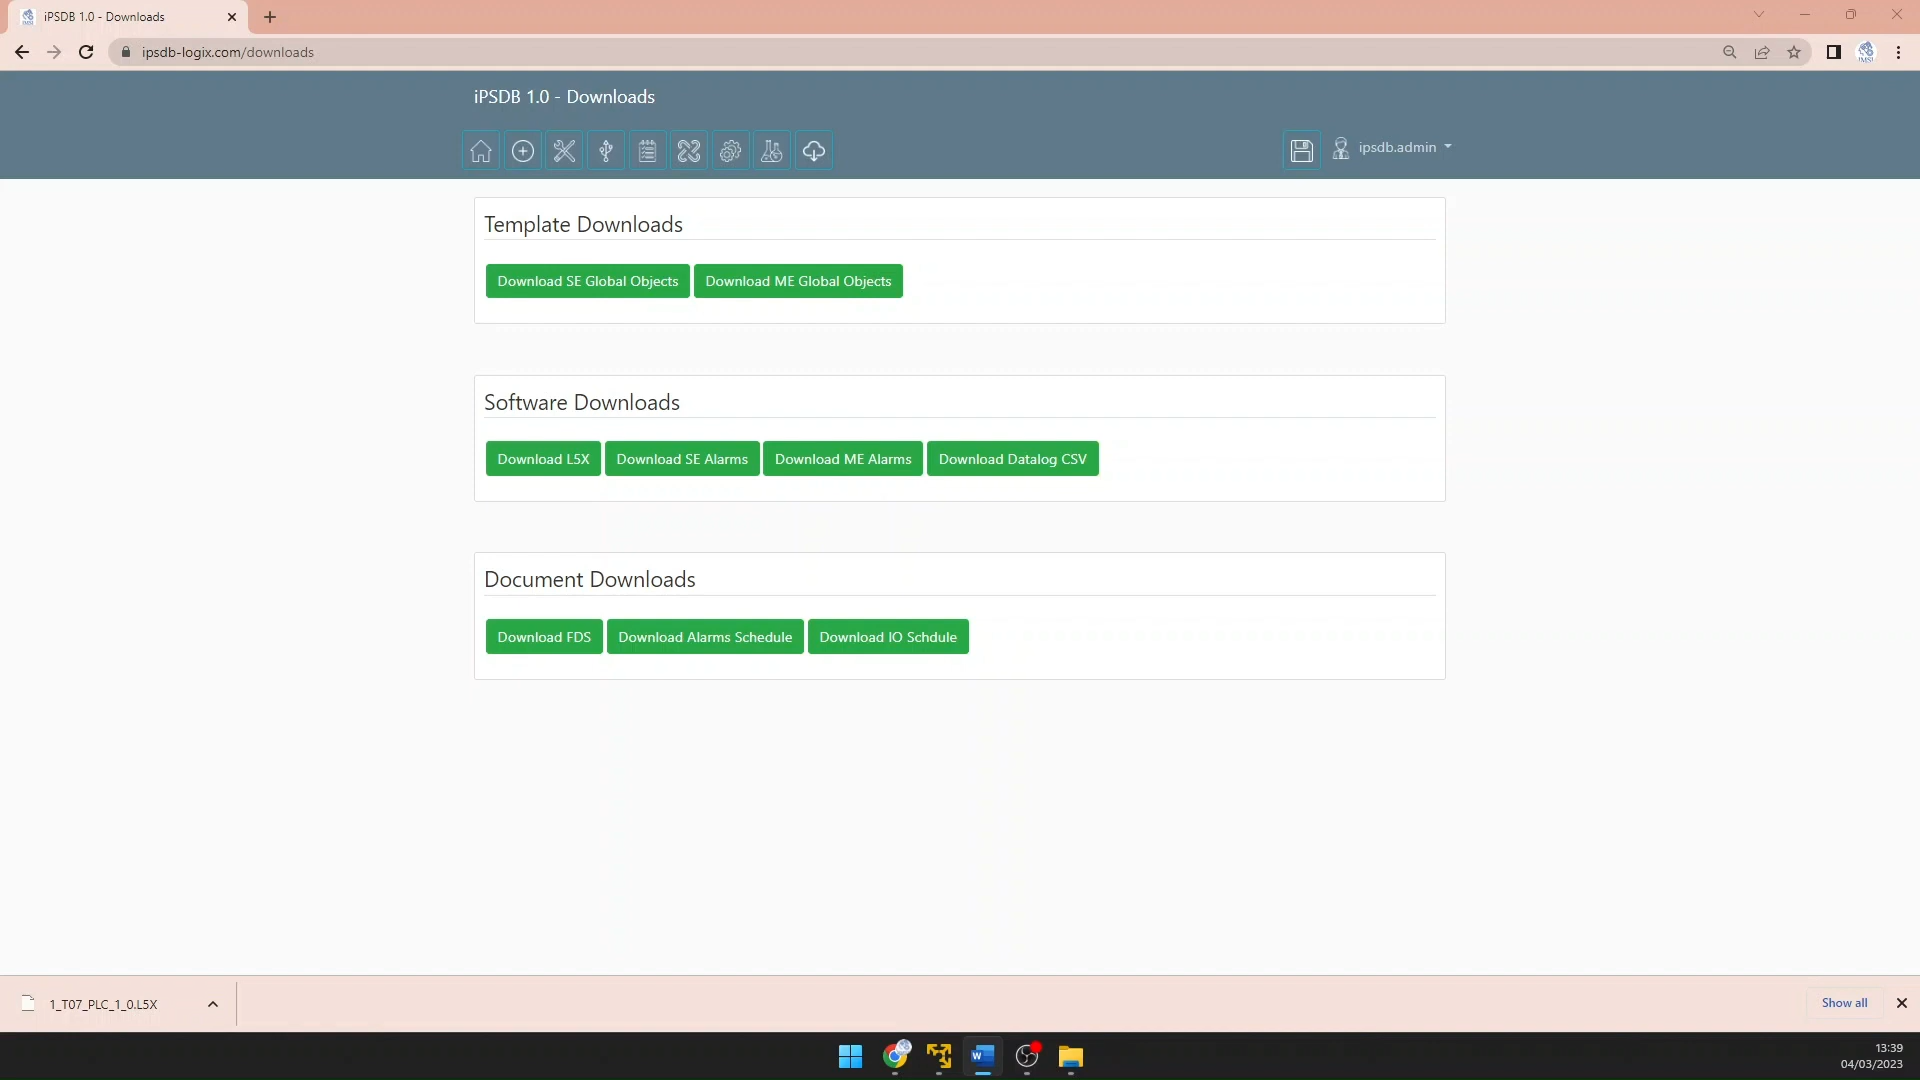 iPSDB 1.0 - Downloads
ipsdb-logix.com/downloads
iPSDB 1.0 - Downloads
ipsdb.admin
Template Downloads
Download SE Global Objects
Download ME Global Objects
Software Downloads
Download L5X
Download SE Alarms
Download ME Alarms
Download Datalog CSV
Document Downloads
Download FDS
Download Alarms Schedule
Download IO Schdule
1_T07_PLC_1_0.L5X
Show all
13:39
04/03/2023